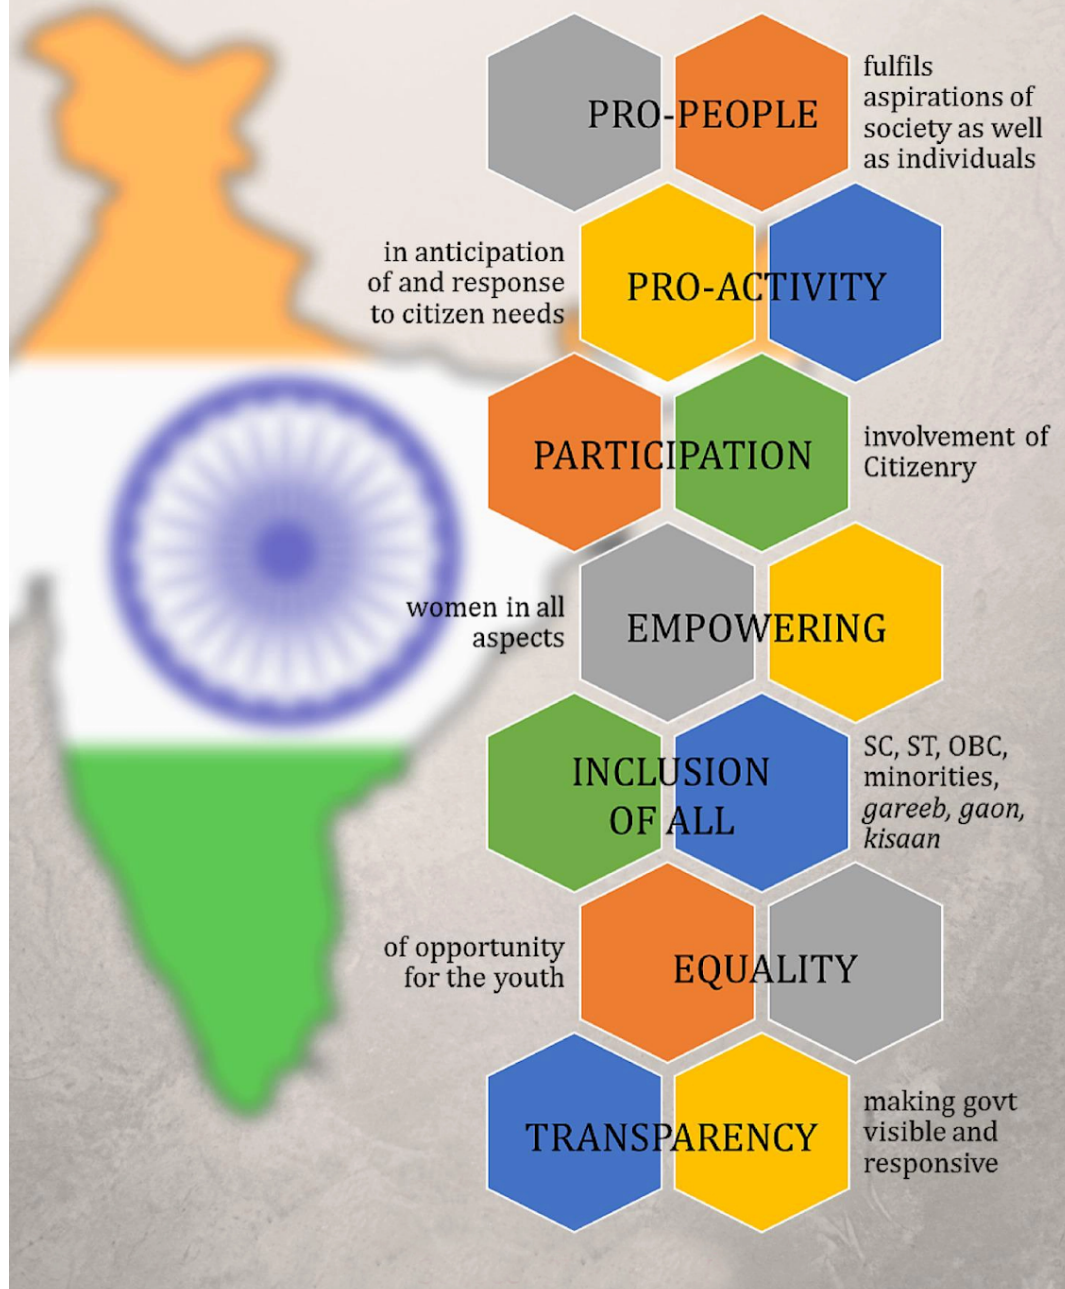 PRO-PEOPLE
fulfils
aspirations of
society as well
as individuals
in anticipation
of and response
to citizen needs
PRO-ACTIVITY
PARTICIPATION
involvement of
Citizenry
women in all
aspects
EMPOWERING
INCLUSION
OF ALL
SC, ST, OBC,
minorities,
gareeb, gaon,
kisaan
of opportunity
for the youth
EQUALITY
TRANSPARENCY
making govt
visible and
responsive